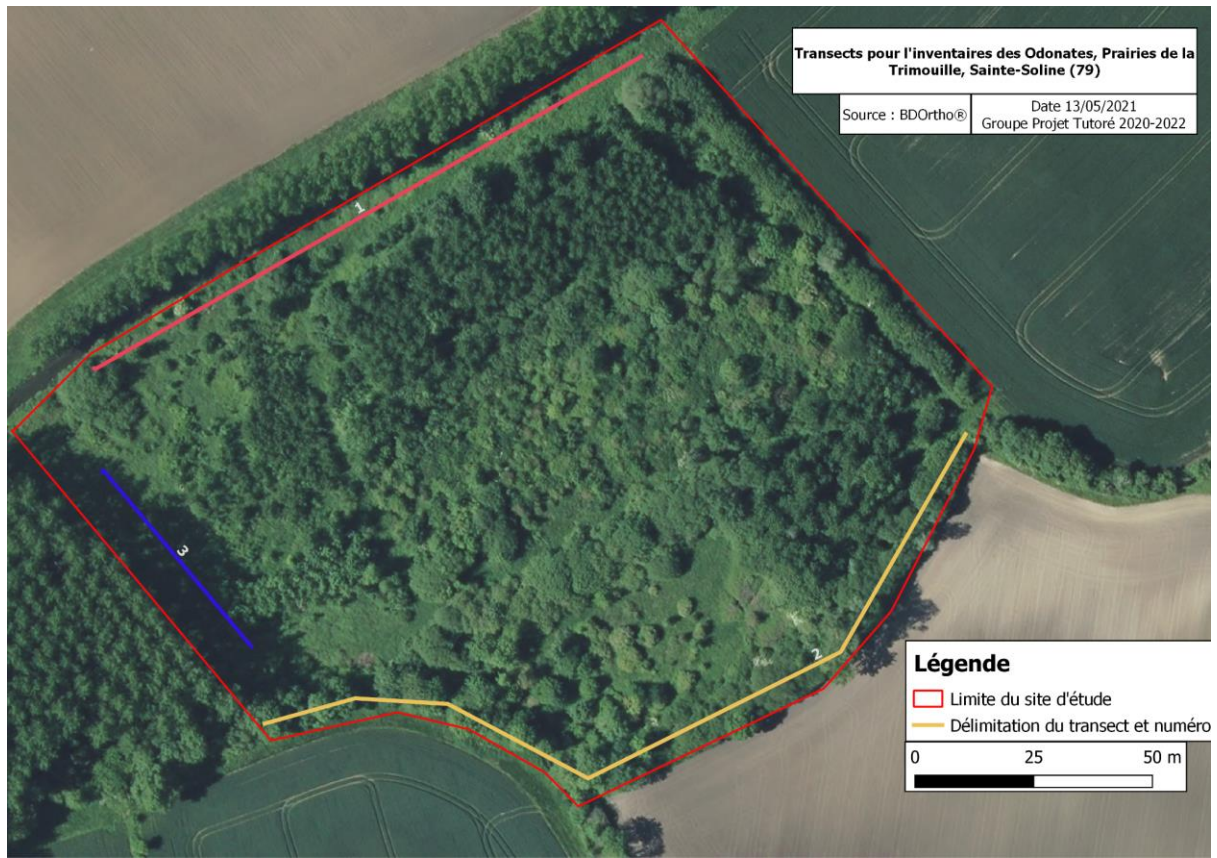 Transects pour l'inventaires des Odonates, Prairies de la
Trimouille, Sainte-Soline (79)
Source : BDOrtho®
Date 13/05/2021
Groupe Projet Tutoré 2020-2022
1
3
2
Légende
Limite du site d'étude
Délimitation du transect et numéro
0 25 50 m